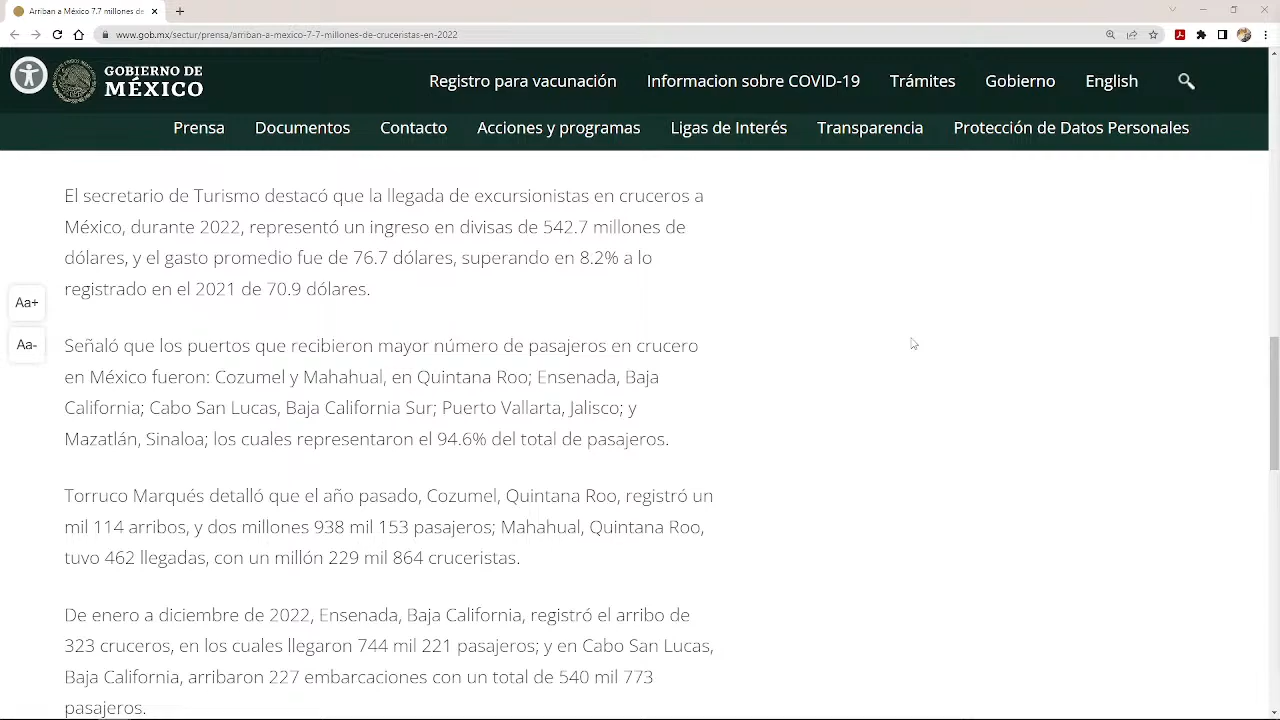 Arriban a México 7.7 millones de
www.gob.mx/sectur/prensa/arriban-a-mexico-7-7-millones-de-cruceristas-en-2022
GOBIERNO DE
MÉXICO
Registro para vacunación Informacion sobre COVID-19 Trámites Gobierno English
Prensa Documentos Contacto Acciones y programas Ligas de Interés Transparencia Protección de Datos Personales
El secretario de Turismo destacó que la llegada de excursionistas en cruceros a
México, durante 2022, representó un ingreso en divisas de 542.7 millones de
dólares, y el gasto promedio fue de 76.7 dólares, superando en 8.2% a lo
registrado en el 2021 de 70.9 dólares.
Aa+
Aa-
Señaló que los puertos que recibieron mayor número de pasajeros en crucero
en México fueron: Cozumel y Mahahual, en Quintana Roo; Ensenada, Baja
California; Cabo San Lucas, Baja California Sur; Puerto Vallarta, Jalisco; y
Mazatlán, Sinaloa; los cuales representaron el 94.6% del total de pasajeros.
Torruco Marqués detalló que el año pasado, Cozumel, Quintana Roo, registró un
mil 114 arribos, y dos millones 938 mil 153 pasajeros; Mahahual, Quintana Roo,
tuvo 462 llegadas, con un millón 229 mil 864 cruceristas.
De enero a diciembre de 2022, Ensenada, Baja California, registró el arribo de
323 cruceros, en los cuales llegaron 744 mil 221 pasajeros; y en Cabo San Lucas,
Baja California, arribaron 227 embarcaciones con un total de 540 mil 773
pasajeros.